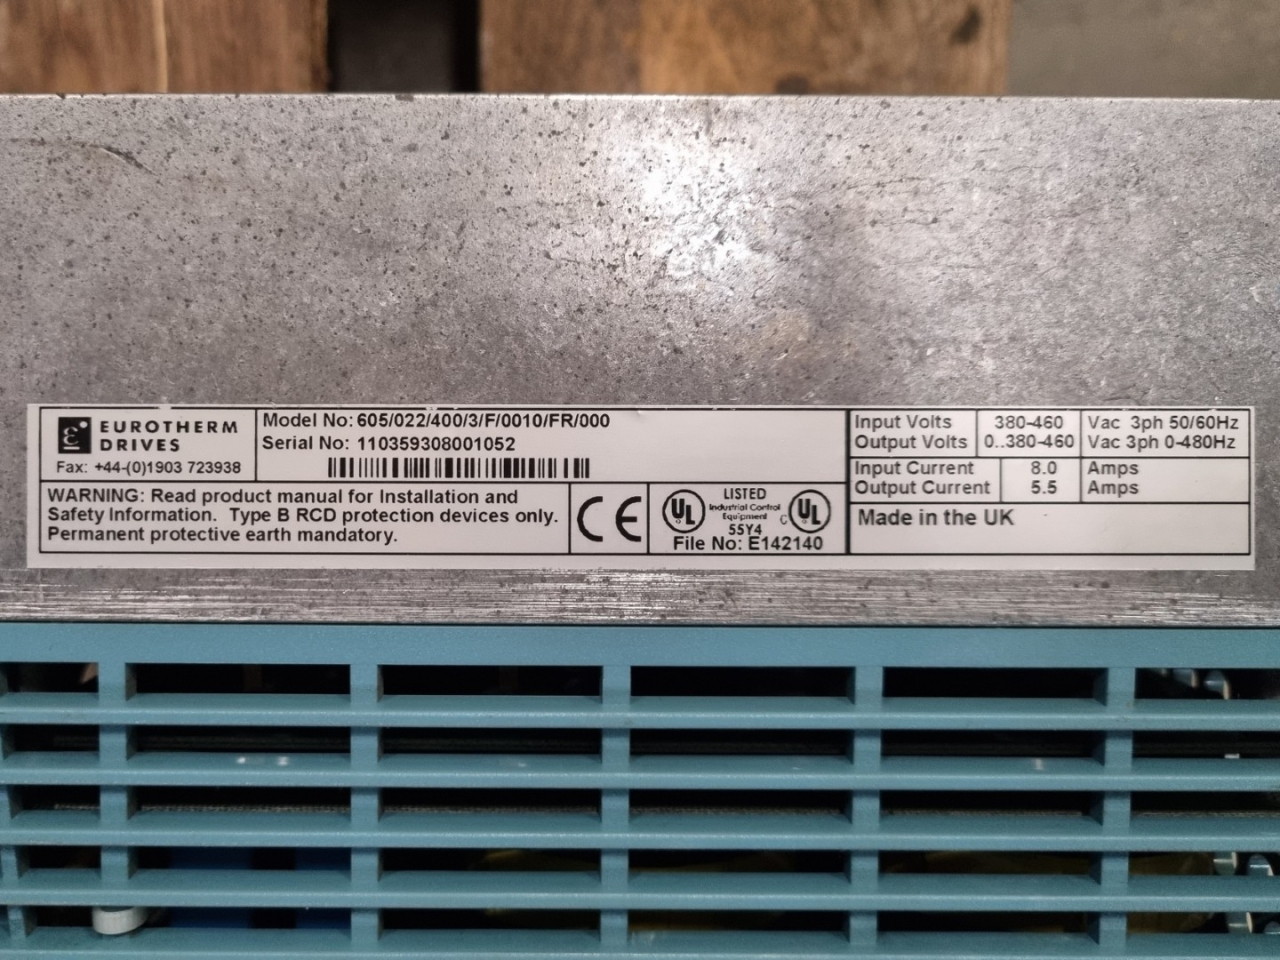 EUROTHERM
DRIVES
Fax: +44-(0)1903 723938
Model No: 605/022/400/3/F/0010/FR/000
Serial No: 110359308001052
WARNING: Read product manual for Installation and
Safety Information. Type B RCD protection devices only.
Permanent protective earth mandatory.
CE
UL
LISTED
Industrial Control
Equipment
55Y4
File No: E142140
C UL
Input Volts 380-460 Vac 3ph 50/60Hz
Output Volts 0..380-460 Vac 3ph 0-480Hz
Input Current 8.0 Amps
Output Current 5.5 Amps
Made in the UK